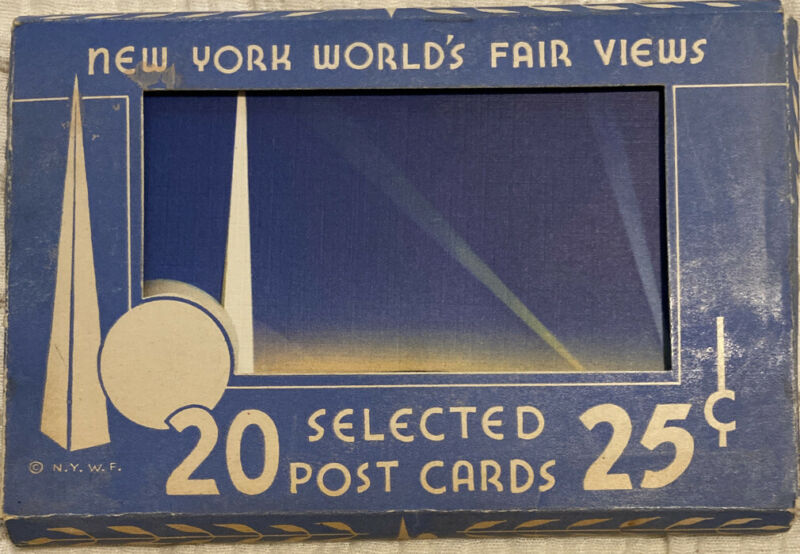 NEW YORK WORLD'S FAIR VIEWS
20 SELECTED POST CARDS 25¢
© N.Y.W.F.